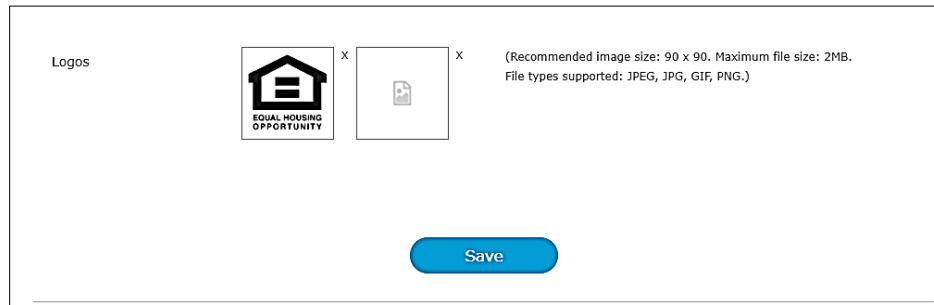 Logos
EQUAL HOUSING
OPPORTUNITY
X
X
(Recommended image size: 90 x 90. Maximum file size: 2MB.
File types supported: JPEG, JPG, GIF, PNG.)
Save